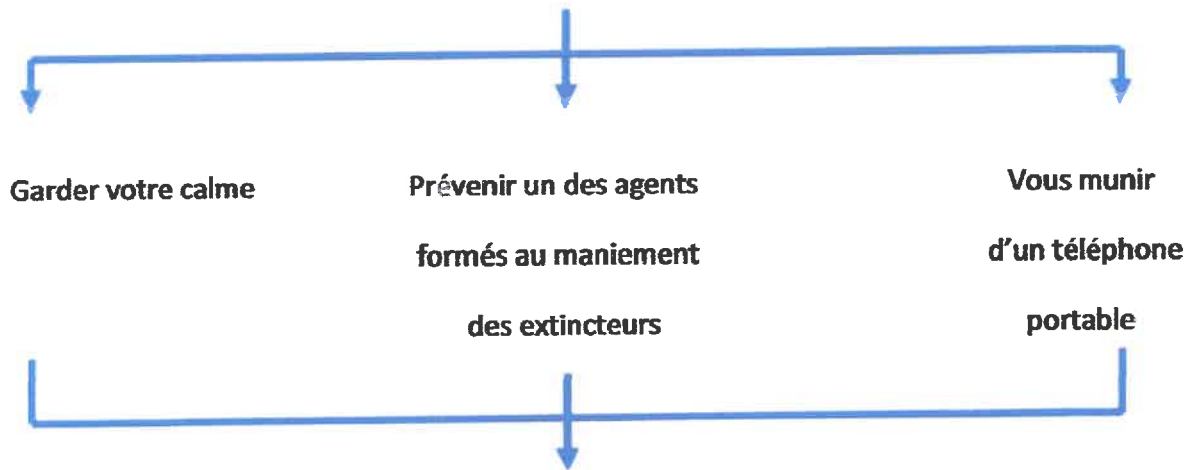 Garder votre calme
Prévenir un des agents
formés au maniement
des extincteurs
Vous munir
d'un téléphone
portable